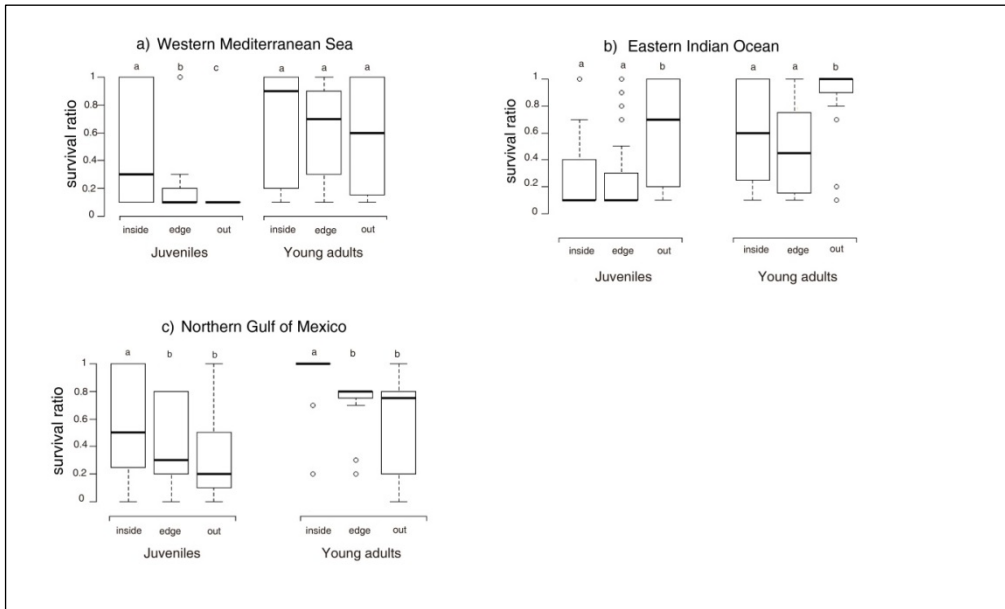 a) Western Mediterranean Sea
a b c a a a
survival ratio
1
0.8
0.6
0.4
0.2
0
inside edge out inside edge out
Juveniles Young adults
b) Eastern Indian Ocean
a a b a a b
survival ratio
1
0.8
0.6
0.4
0.2
0
inside edge out inside edge out
Juveniles Young adults
c) Northern Gulf of Mexico
a b b a b b
survival ratio
1
0.8
0.6
0.4
0.2
0
inside edge out inside edge out
Juveniles Young adults